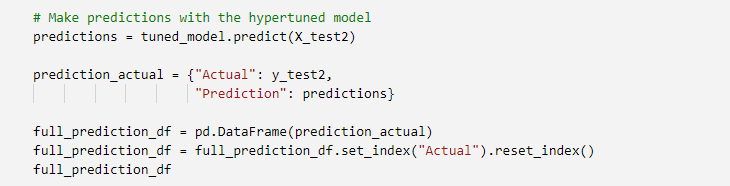 # Make predictions with the hypertuned model
predictions = tuned_model.predict(X_test2)
prediction_actual = {"Actual": y_test2,
"Prediction": predictions}
full_prediction_df = pd.DataFrame(prediction_actual)
full_prediction_df = full_prediction_df.set_index("Actual").reset_index()
full_prediction_df